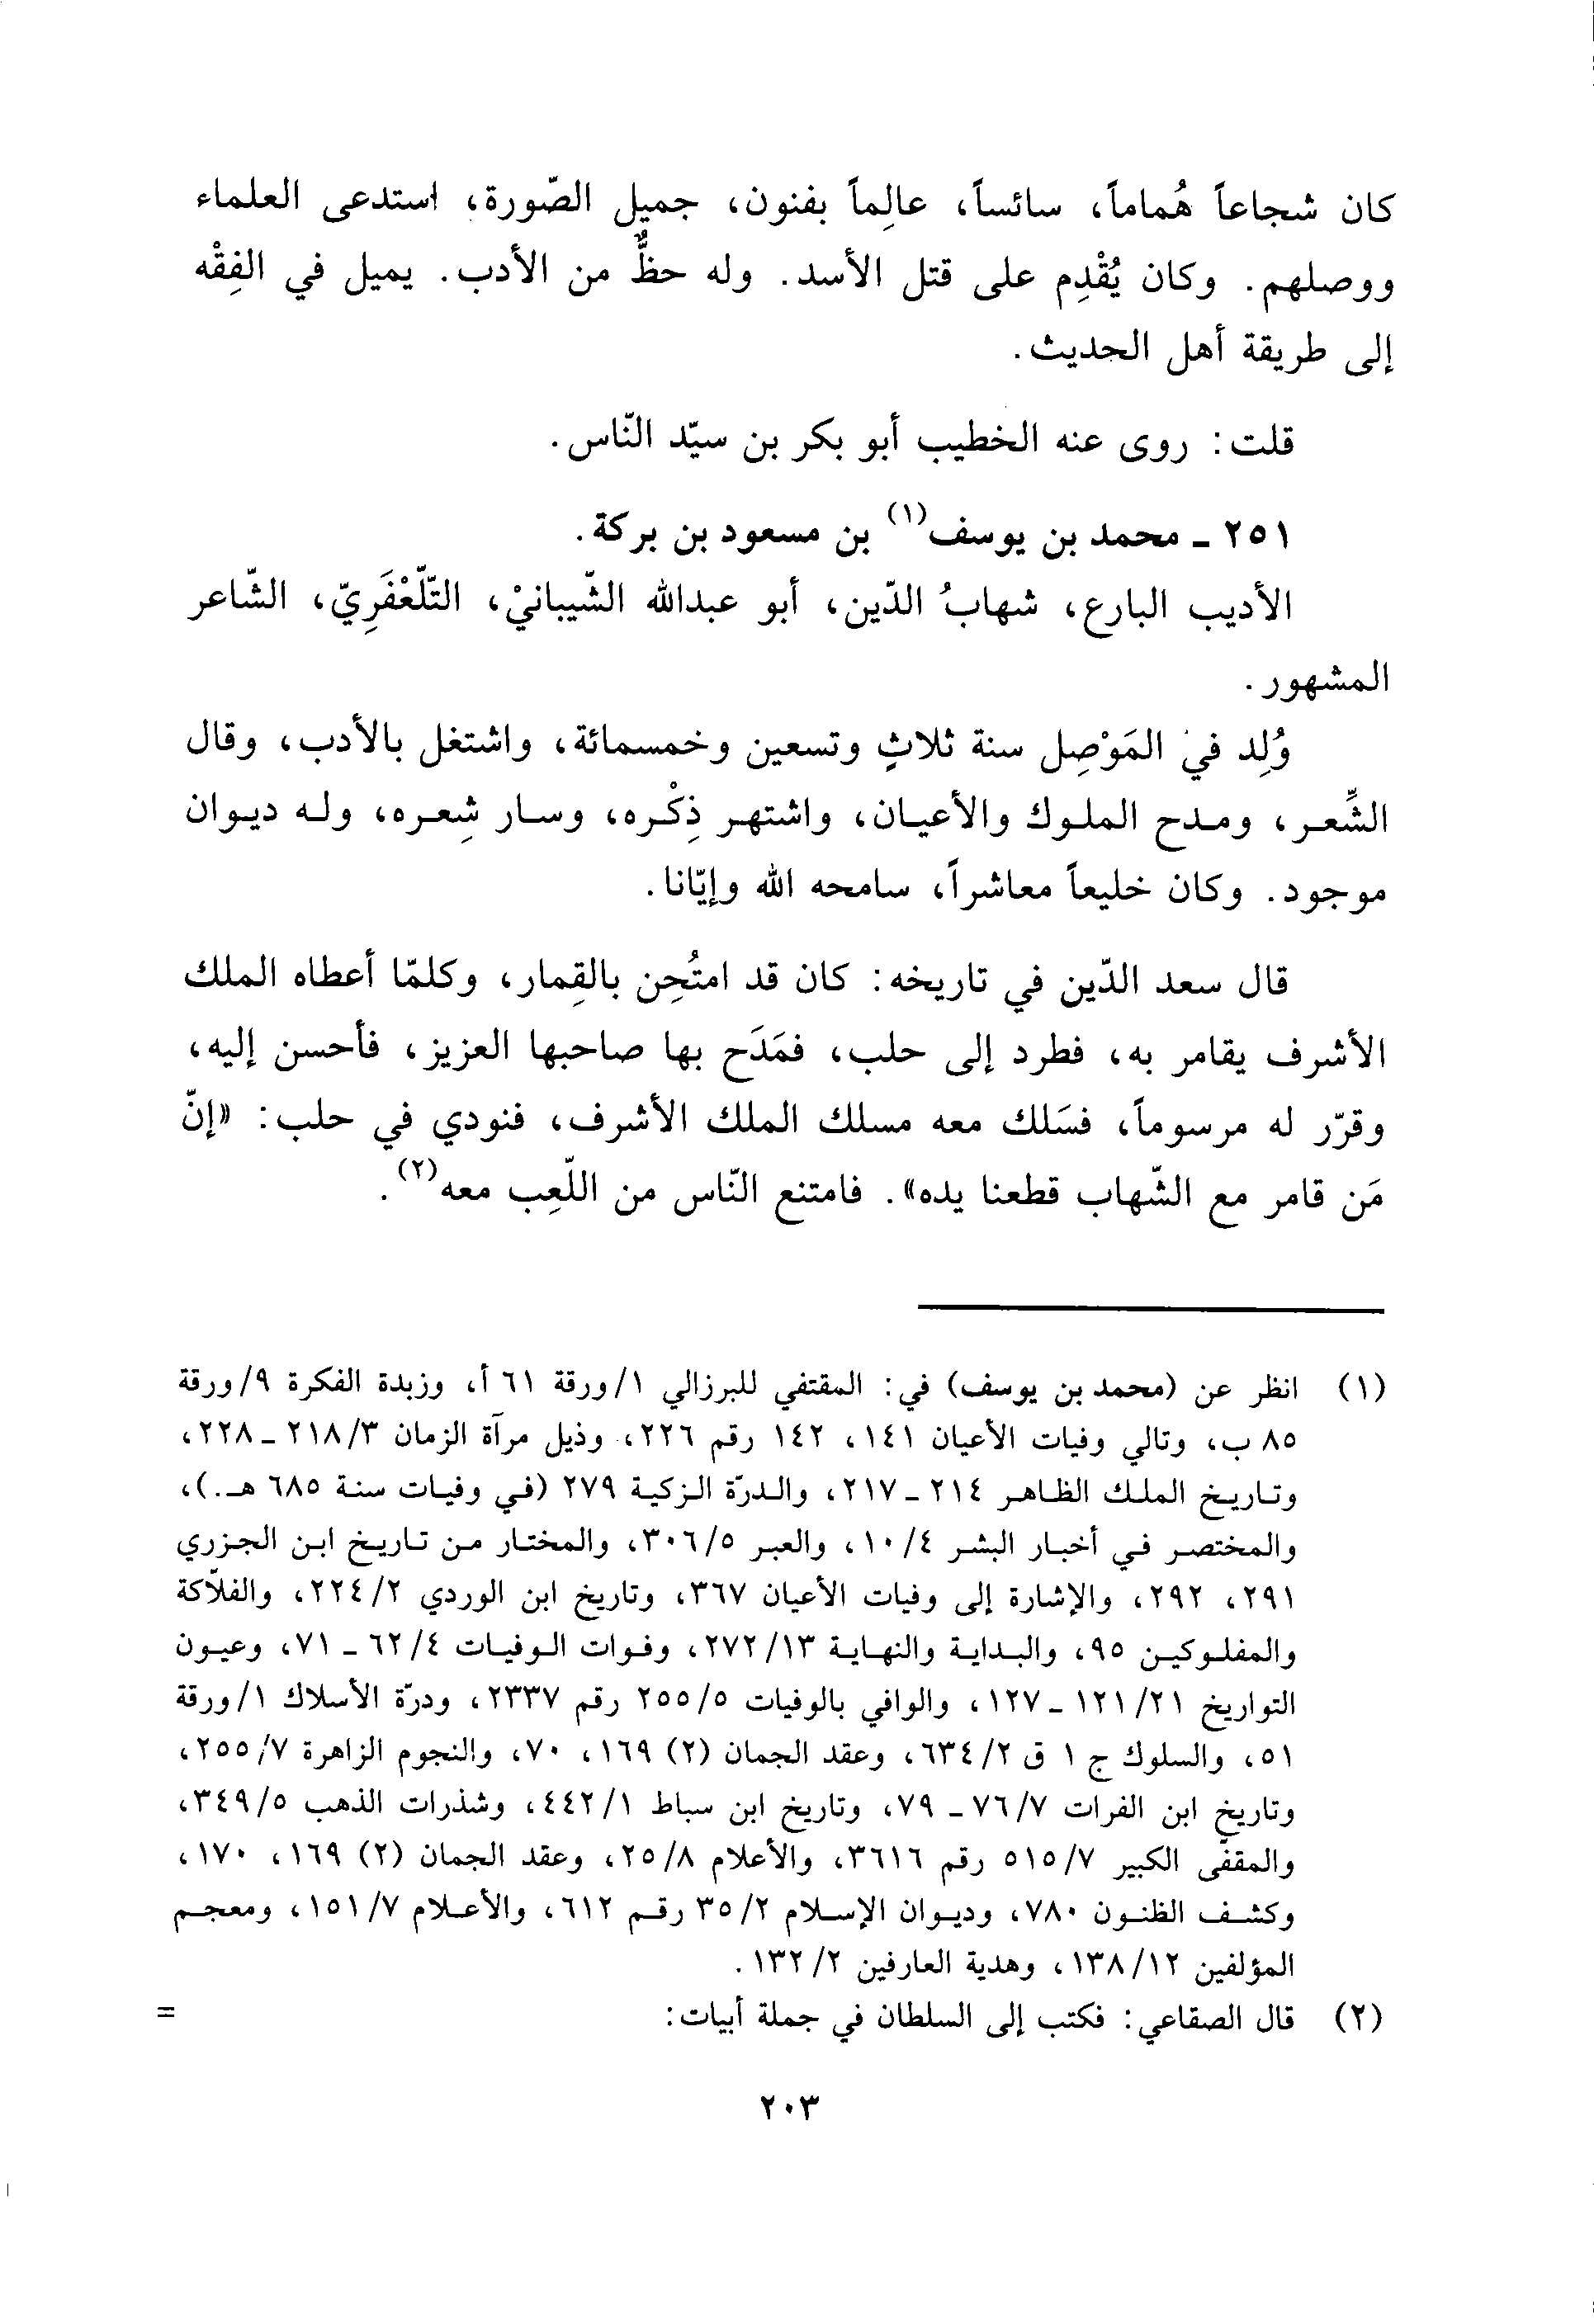 كان شجاعاً هُماماً، سائساً، عالِماً بفنون، جميل الصّورة، استدعى العلماء
ووصلهم. وكان يُقْدِم على قتل الأسد. وله حظٌّ من الأدب. يميل في الفِقْه
إلى طريقة أهل الحديث.
قلت: روى عنه الخطيب أبو بكر بن سيّد النّاس.
٢٥١ ـ محمد بن يوسف(١) بن مسعود بن بركة.
الأديب البارع، شهابُ الدّين، أبو عبدالله الشّيبانيْ، التّلّعْفَرِيّ، الشّاعر
المشهور.
وُلِد في المَوْصِل سنة ثلاثٍ وتسعين وخمسمائة، واشتغل بالأدب، وقال
الشِّعر، ومدح الملوك والأعيان، واشتهر ذِكْره، وسار شِعره، وله ديوان
موجود. وكان خليعاً معاشراً، سامحه الله وإيّانا.
قال سعد الدّين في تاريخه: كان قد امتُحِن بالقِمار، وكلمّا أعطاه الملك
الأشرف يقامر به، فطرد إلى حلب، فمَدَح بها صاحبها العزيز، فأحسن إليه،
وقرّر له مرسوماً، فسَلك معه مسلك الملك الأشرف، فنودي في حلب: «إنّ
مَن قامر مع الشّهاب قطعنا يده». فامتنع النّاس من اللّعِب معه(٢).
(١) انظر عن (محمد بن يوسف) في: المقتفي للبرزالي ١/ورقة ٦١ أ، وزبدة الفكرة ٩/ورقة
٨٥ ب، وتالي وفيات الأعيان ١٤١، ١٤٢ رقم ٢٢٦، وذيل مرآة الزمان ٢١٨/٣ ـ ٢٢٨،
وتاريخ الملك الظاهر ٢١٤ ـ ٢١٧، والدرّة الزكية ٢٧٩ (في وفيات سنة ٦٨٥ هـ.)،
والمختصر في أخبار البشر ١٠/٤، والعبر ٣٠٦/٥، والمختار من تاريخ ابن الجزري
٢٩١، ٢٩٢، والإشارة إلى وفيات الأعيان ٣٦٧، وتاريخ ابن الوردي ٢٢٤/٢، والفلاّكة
والمفلوكين ٩٥، والبداية والنهاية ٢٧٢/١٣، وفوات الوفيات ٦٢/٤ ـ ٧١، وعيون
التواريخ ١٢١/٢١ ـ ١٢٧، والوافي بالوفيات ٢٥٥/٥ رقم ٢٣٣٧، ودرّة الأسلاك ١/ورقة
٥١، والسلوك ج ١ ق ٦٣٤/٢، وعقد الجمان (٢) ١٦٩، ٧٠، والنجوم الزاهرة ٢٥٥/٧،
وتاريخ ابن الفرات ٧٦/٧ ـ ٧٩، وتاريخ ابن سباط ٤٤٢/١، وشذرات الذهب ٣٤٩/٥،
والمقفّى الكبير ٥١٥/٧ رقم ٣٦١٦، والأعلام ٢٥/٨، وعقد الجمان (٢) ١٦٩، ١٧٠،
وكشف الظنون ٧٨٠، وديوان الإسلام ٣٥/٢ رقم ٦١٢، والأعلام ١٥١/٧، ومعجم
المؤلفين ١٣٨/١٢، وهدية العارفين ١٣٢/٢.
(٢) قال الصقاعي: فكتب إلى السلطان في جملة أبيات: =
٢٠٣